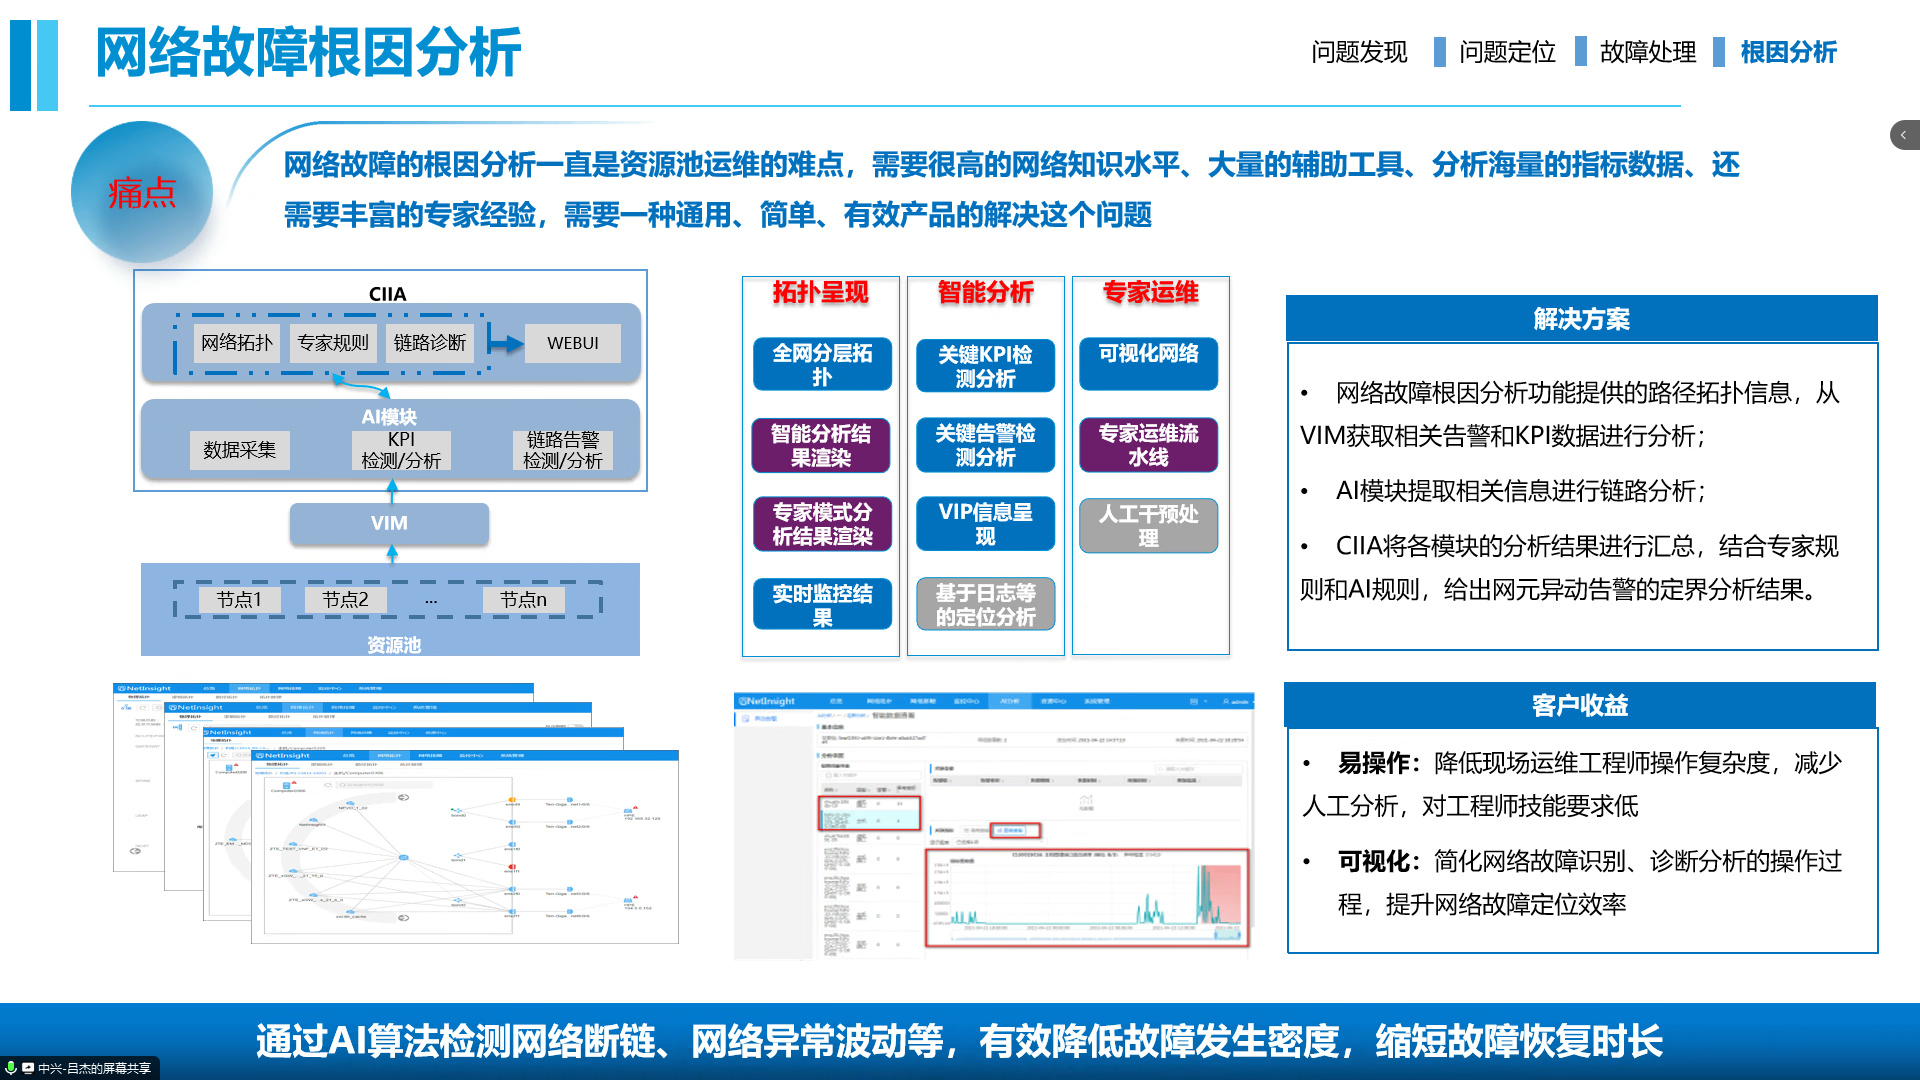 网络故障根因分析
问题发现
问题定位
故障处理
根因分析
痛点
网络故障的根因分析一直是资源池运维的难点，需要很高的网络知识水平、大量的辅助工具、分析海量的指标数据、还
需要丰富的专家经验，需要一种通用、简单、有效产品的解决这个问题
CIIA
网络拓扑
专家规则
链路诊断
WEBUI
AI模块
数据采集
KPI
检测/分析
链路告警
检测/分析
VIM
节点1
节点2
...
节点n
资源池
拓扑呈现
全网分层拓
扑
智能分析结
果渲染
专家模式分
析结果渲染
实时监控结
果
智能分析
关键KPI检
测分析
关键告警检
测分析
VIP信息呈
现
基于日志等
的定位分析
专家运维
可视化网络
专家运维流
水线
人工干预处
理
解决方案
• 网络故障根因分析功能提供的路径拓扑信息，从
VIM获取相关告警和KPI数据进行分析；
• AI模块提取相关信息进行链路分析；
• CIIA将各模块的分析结果进行汇总，结合专家规
则和AI规则，给出网元异动告警的定界分析结果。
客户收益
• 易操作：降低现场运维工程师操作复杂度，减少
人工分析，对工程师技能要求低
• 可视化：简化网络故障识别、诊断分析的操作过
程，提升网络故障定位效率
NetInsight
NetInsight
NetInsight
NetInsight
NetInsight
通过AI算法检测网络断链、网络异常波动等，有效降低故障发生密度，缩短故障恢复时长
中兴-吕杰的屏幕共享